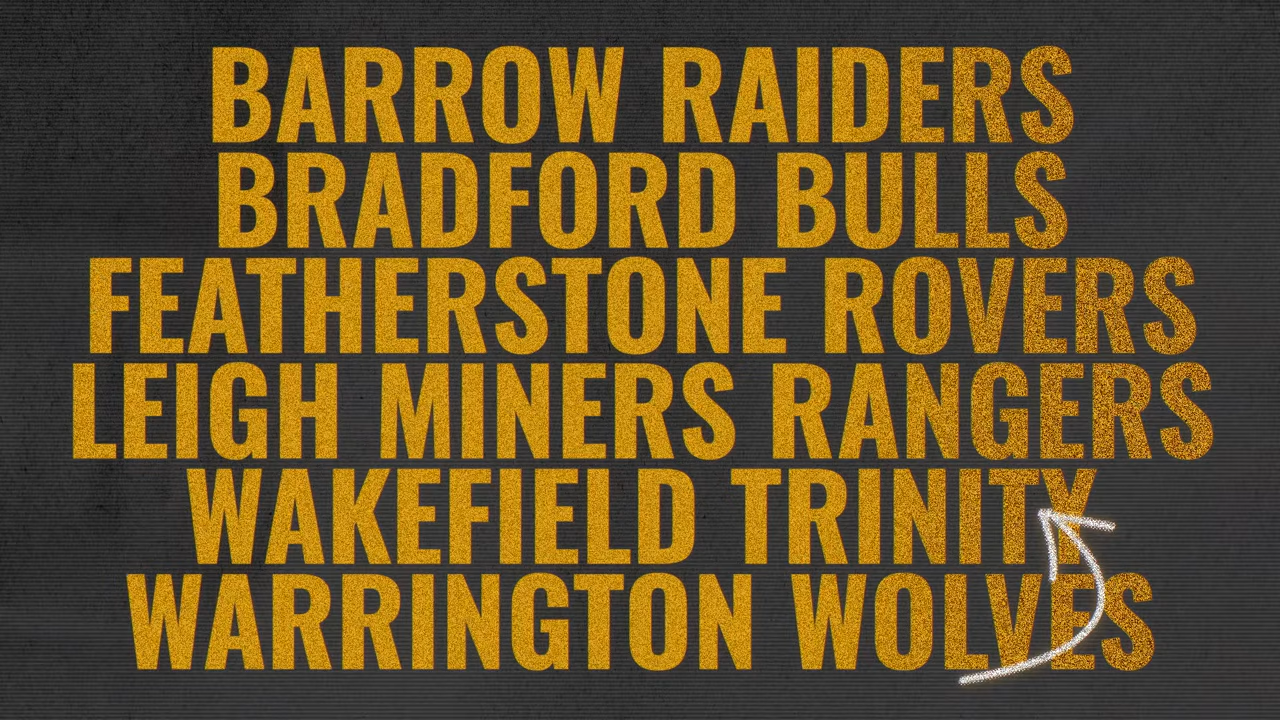 BARROW RAIDERS
BRADFORD BULLS
FEATHERSTONE ROVERS
LEIGH MINERS RANGERS
WAKEFIELD TRINITY
WARRINGTON WOLVES